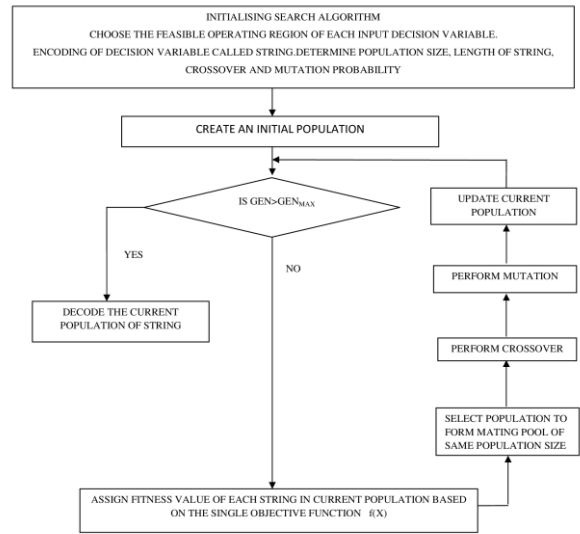 INITIALISING SEARCH ALGORITHM
CHOOSE THE FEASIBLE OPERATING REGION OF EACH INPUT DECISION VARIABLE.
ENCODING OF DECISION VARIABLE CALLED STRING.DETERMINE POPULATION SIZE, LENGTH OF STRING,
CROSSOVER AND MUTATION PROBABILITY
CREATE AN INITIAL POPULATION
IS GEN>GENMAX
YES
NO
DECODE THE CURRENT
POPULATION OF STRING
ASSIGN FITNESS VALUE OF EACH STRING IN CURRENT POPULATION BASED
ON THE SINGLE OBJECTIVE FUNCTION f(X)
SELECT POPULATION TO
FORM MATING POOL OF
SAME POPULATION SIZE
PERFORM CROSSOVER
PERFORM MUTATION
UPDATE CURRENT
POPULATION